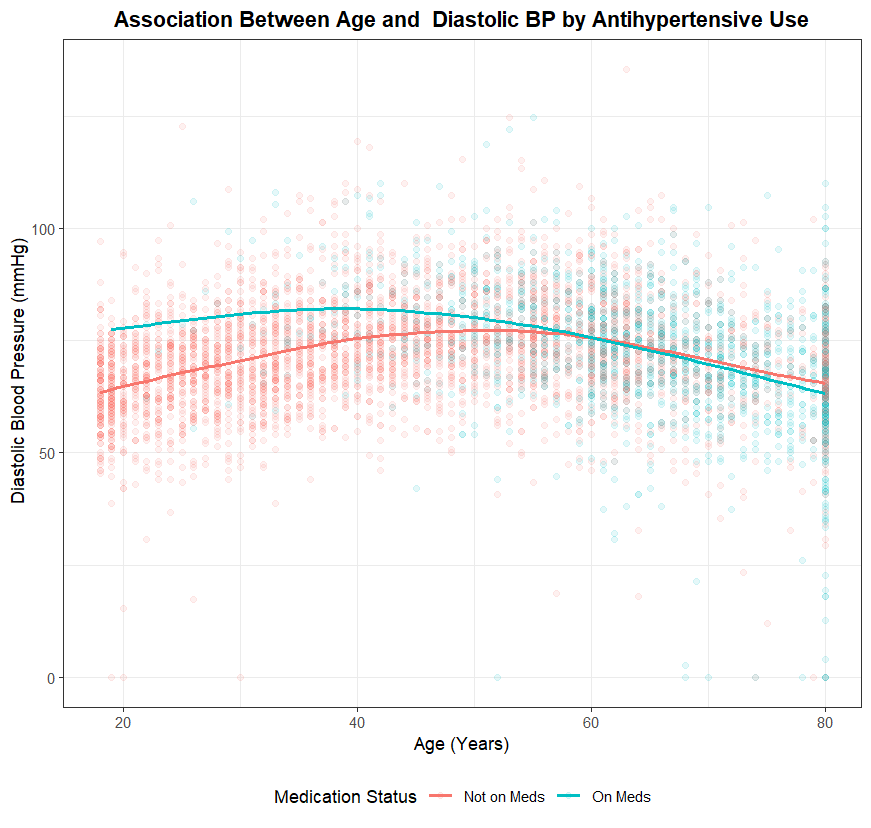 Association Between Age and  Diastolic BP by Antihypertensive Use
Diastolic Blood Pressure (mmHg)
100
50
0
20 40 60 80
Age (Years)
Medication Status Not on Meds On Meds